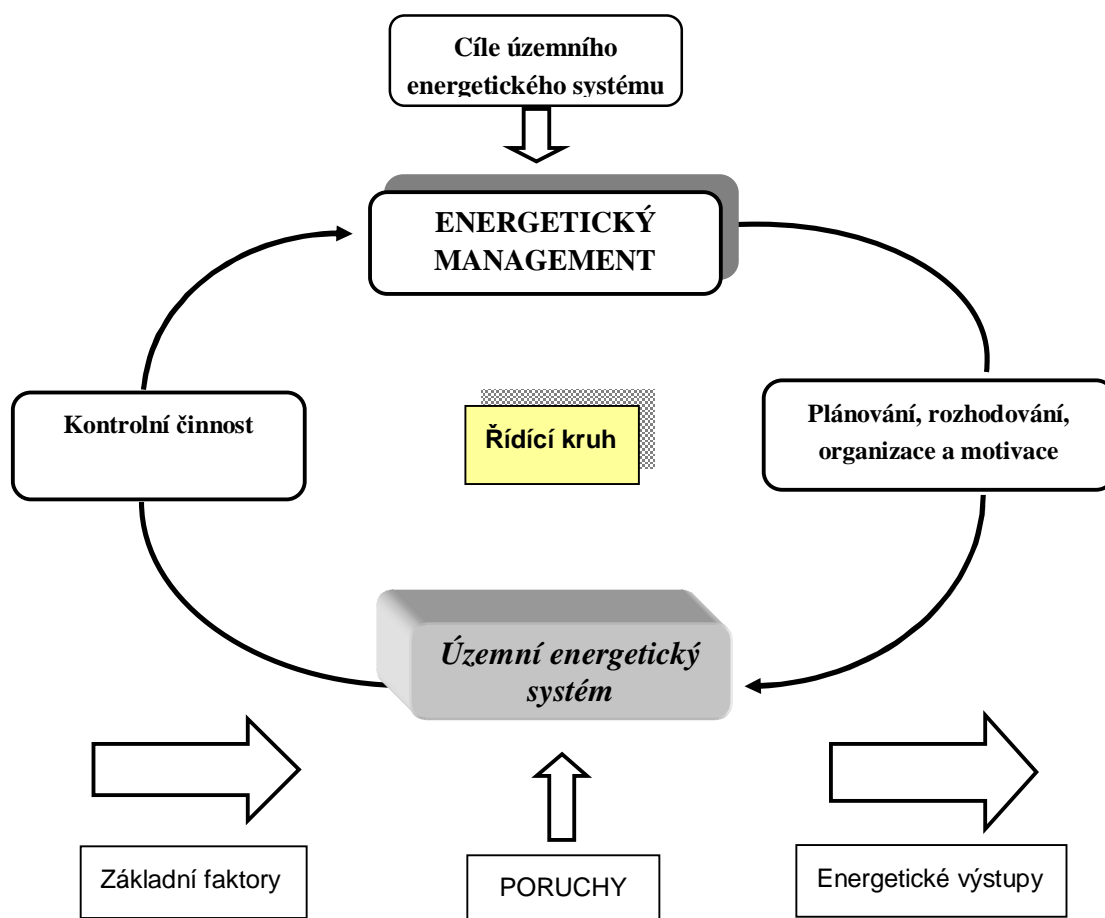 Cíle územního
energetického systému
ENERGETICKÝ
MANAGEMENT
Kontrolní činnost
Řídící kruh
Plánování, rozhodování,
organizace a motivace
Územní energetický
systém
Základní faktory
PORUCHY
Energetické výstupy